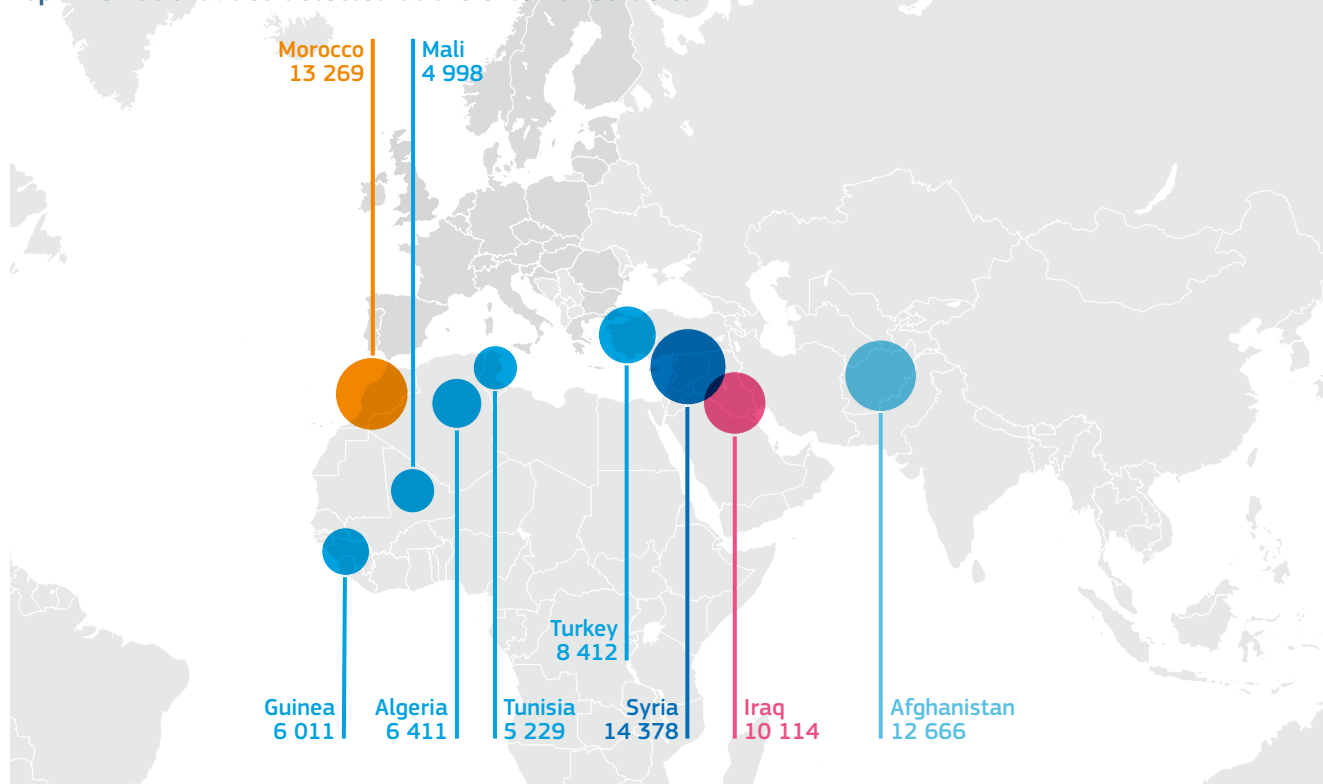 Morocco
13 269
Mali
4 998
Turkey
8 412
Guinea
6 011
Algeria
6 411
Tunisia
5 229
Syria
14 378
Iraq
10 114
Afghanistan
12 666